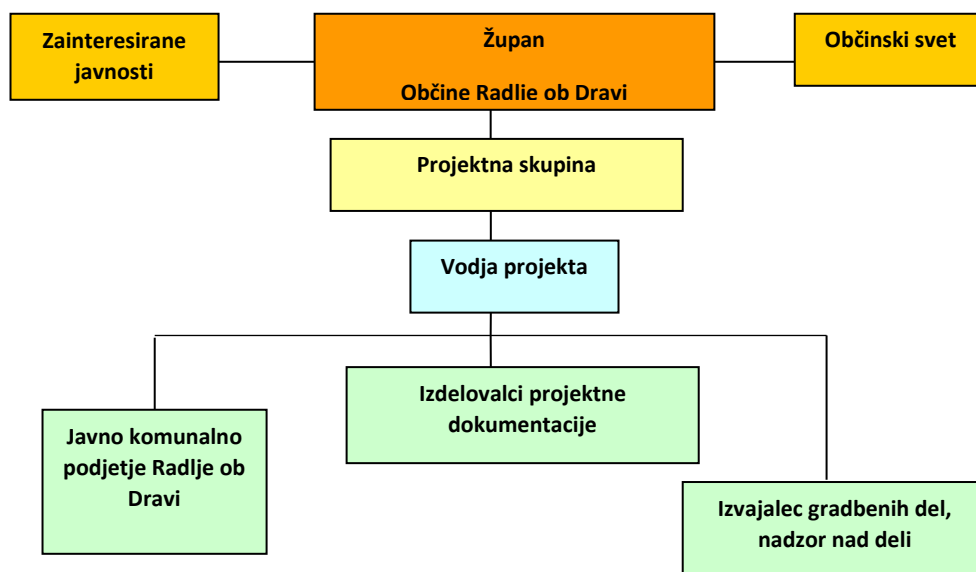 Zainteresirane
javnosti
Župan
Občine Radlie ob Dravi
Občinski svet
Projektna skupina
Vodja projekta
Javno komunalno
podjetje Radlje ob
Dravi
Izdelovalci projektne
dokumentacije
Izvajalec gradbenih del,
nadzor nad deli